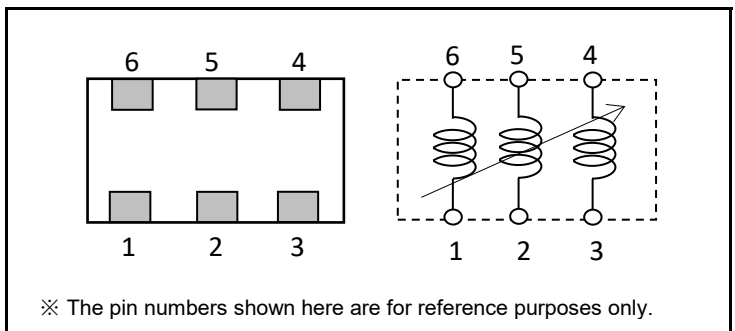 6 5 4
6 5 4
1 2 3
1 2 3
※ The pin numbers shown here are for reference purposes only.